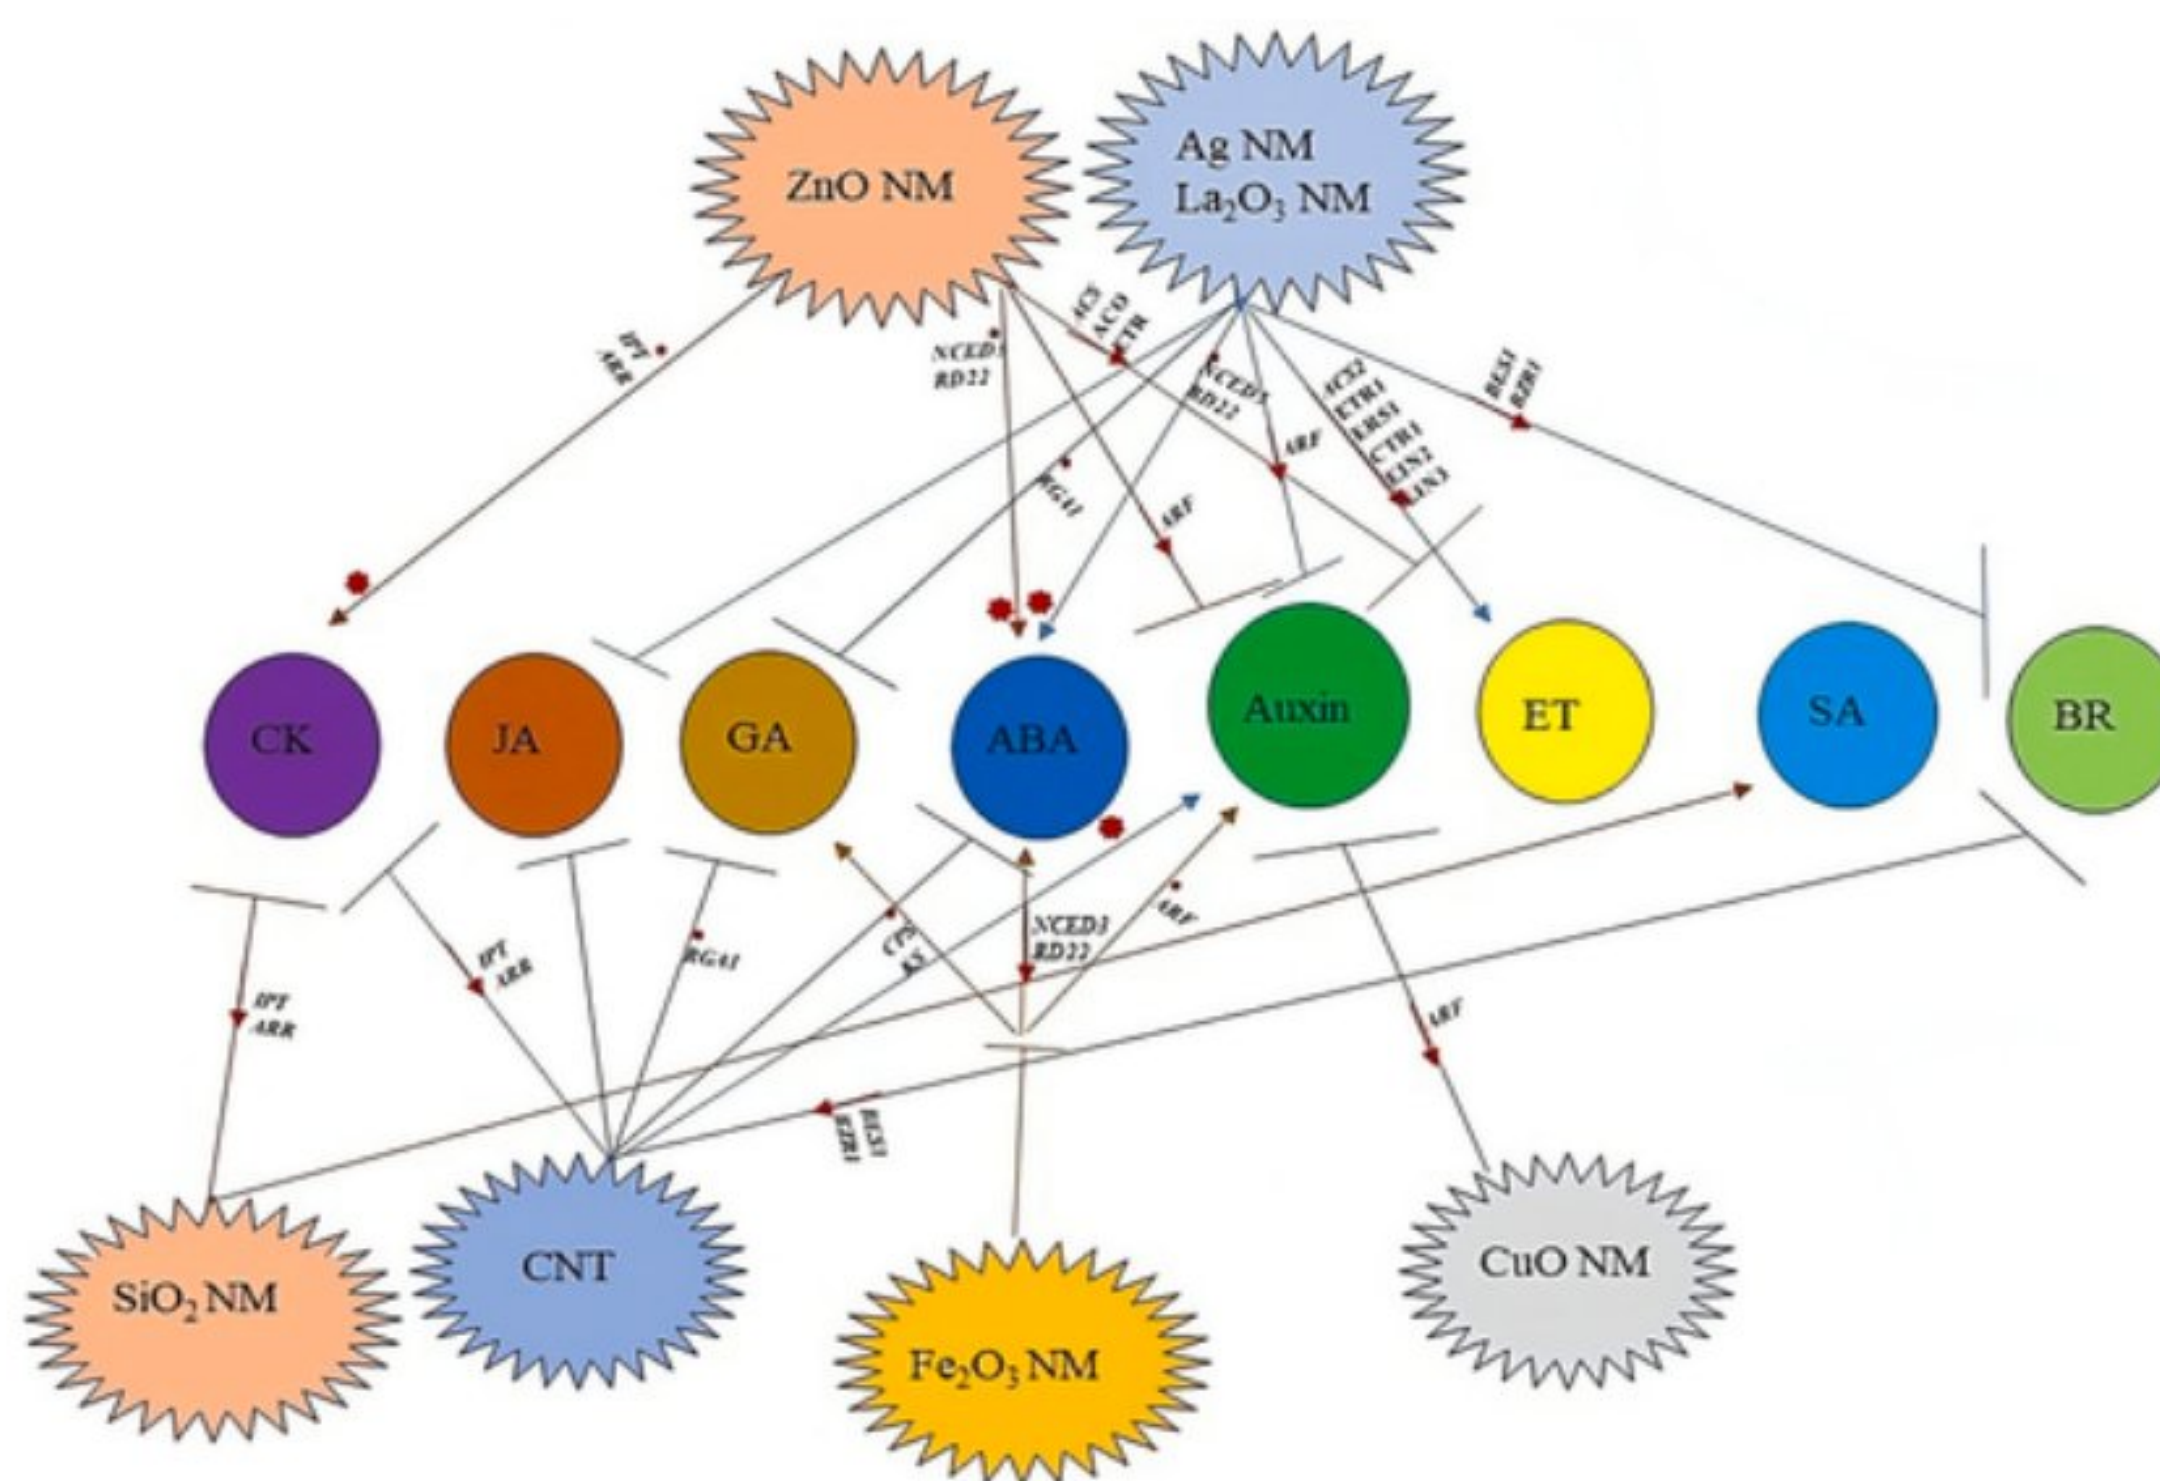 ZnO NM
Ag NM
La₂O₃ NM
IPT
ARR
NCED3
RD22
ACS
ACO
CTR
NCED3
RD22
RGA1
ARF
ARF
ACS2
ETR1
ERS1
CTR1
EIN2
EIN3
BES1
BZR1
CK
JA
GA
ABA
Auxin
ET
SA
BR
IPT
ARR
IPT
ARR
RGA1
CPS
KS
NCED3
RD22
ARF
ARF
BES1
BZR1
SiO₂ NM
CNT
Fe₂O₃ NM
CuO NM